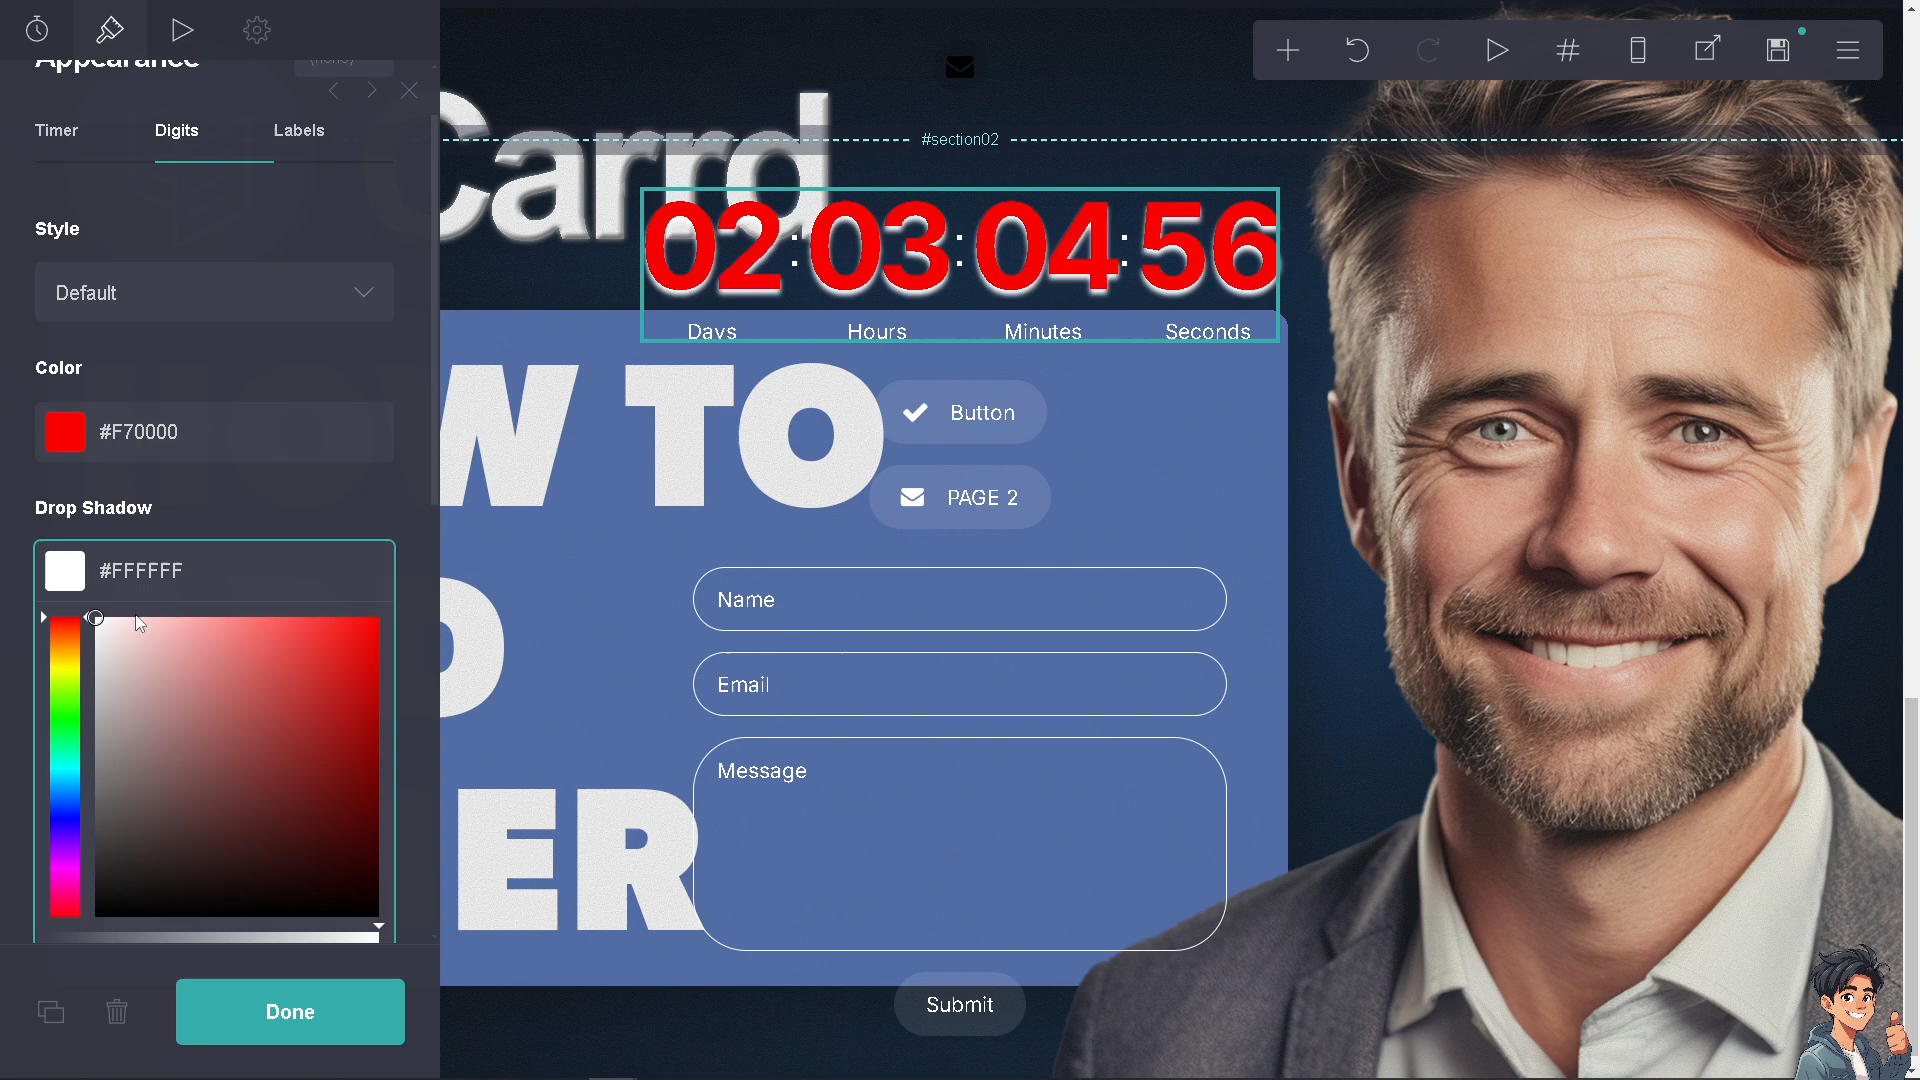 Appearance
(none)
Timer
Digits
Labels
Style
Default
Color
#F70000
Drop Shadow
#FFFFFF
Done
Carrd
#section02
02:03:04:56
Days
Hours
Minutes
Seconds
W TO
Button
PAGE 2
Name
Email
Message
ER
Submit